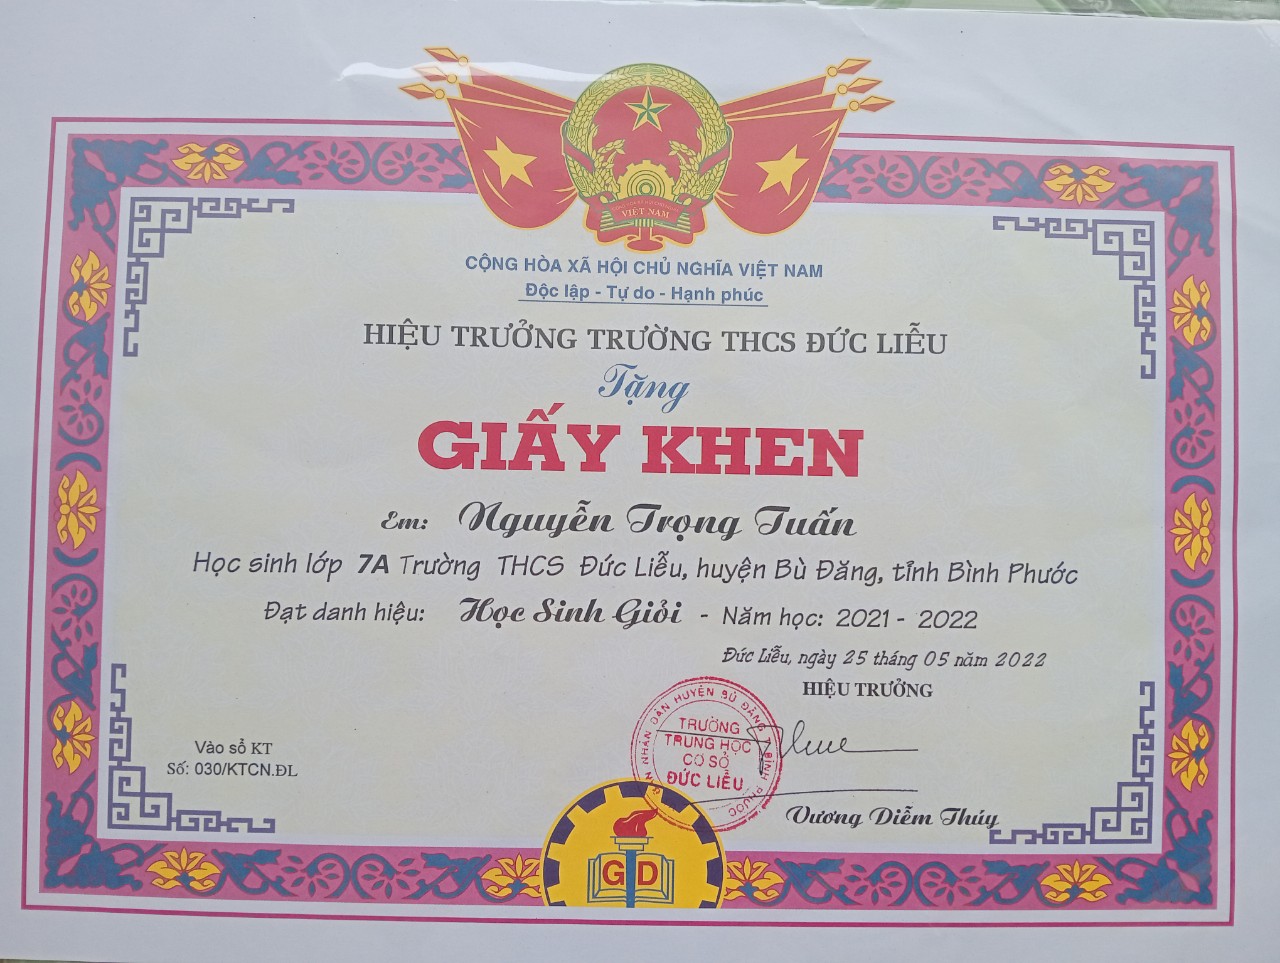 VIỆT NAM
CỘNG HÒA XÃ HỘI CHỦ NGHĨA VIỆT NAM
Độc lập - Tự do - Hạnh phúc
HIỆU TRƯỞNG TRƯỜNG THCS ĐỨC LIỄU
Tặng
GIẤY KHEN
Em: Nguyễn Trọng Tuấn
Học sinh lớp 7A Trường THCS Đức Liễu, huyện Bù Đăng, tỉnh Bình Phước
Đạt danh hiệu: Học Sinh Giỏi - Năm học: 2021 - 2022
Đức Liễu, ngày 25 tháng 05 năm 2022
HIỆU TRƯỞNG
NHÂN DÂN HUYỆN BÙ ĐĂNG T.BÌNH PHƯỚC
TRƯỜNG
TRUNG HỌC
CƠ SỞ
ĐỨC LIỄU
Vào sổ KT
Số: 030/KTCN.ĐL
Vương Diễm Thúy
GD